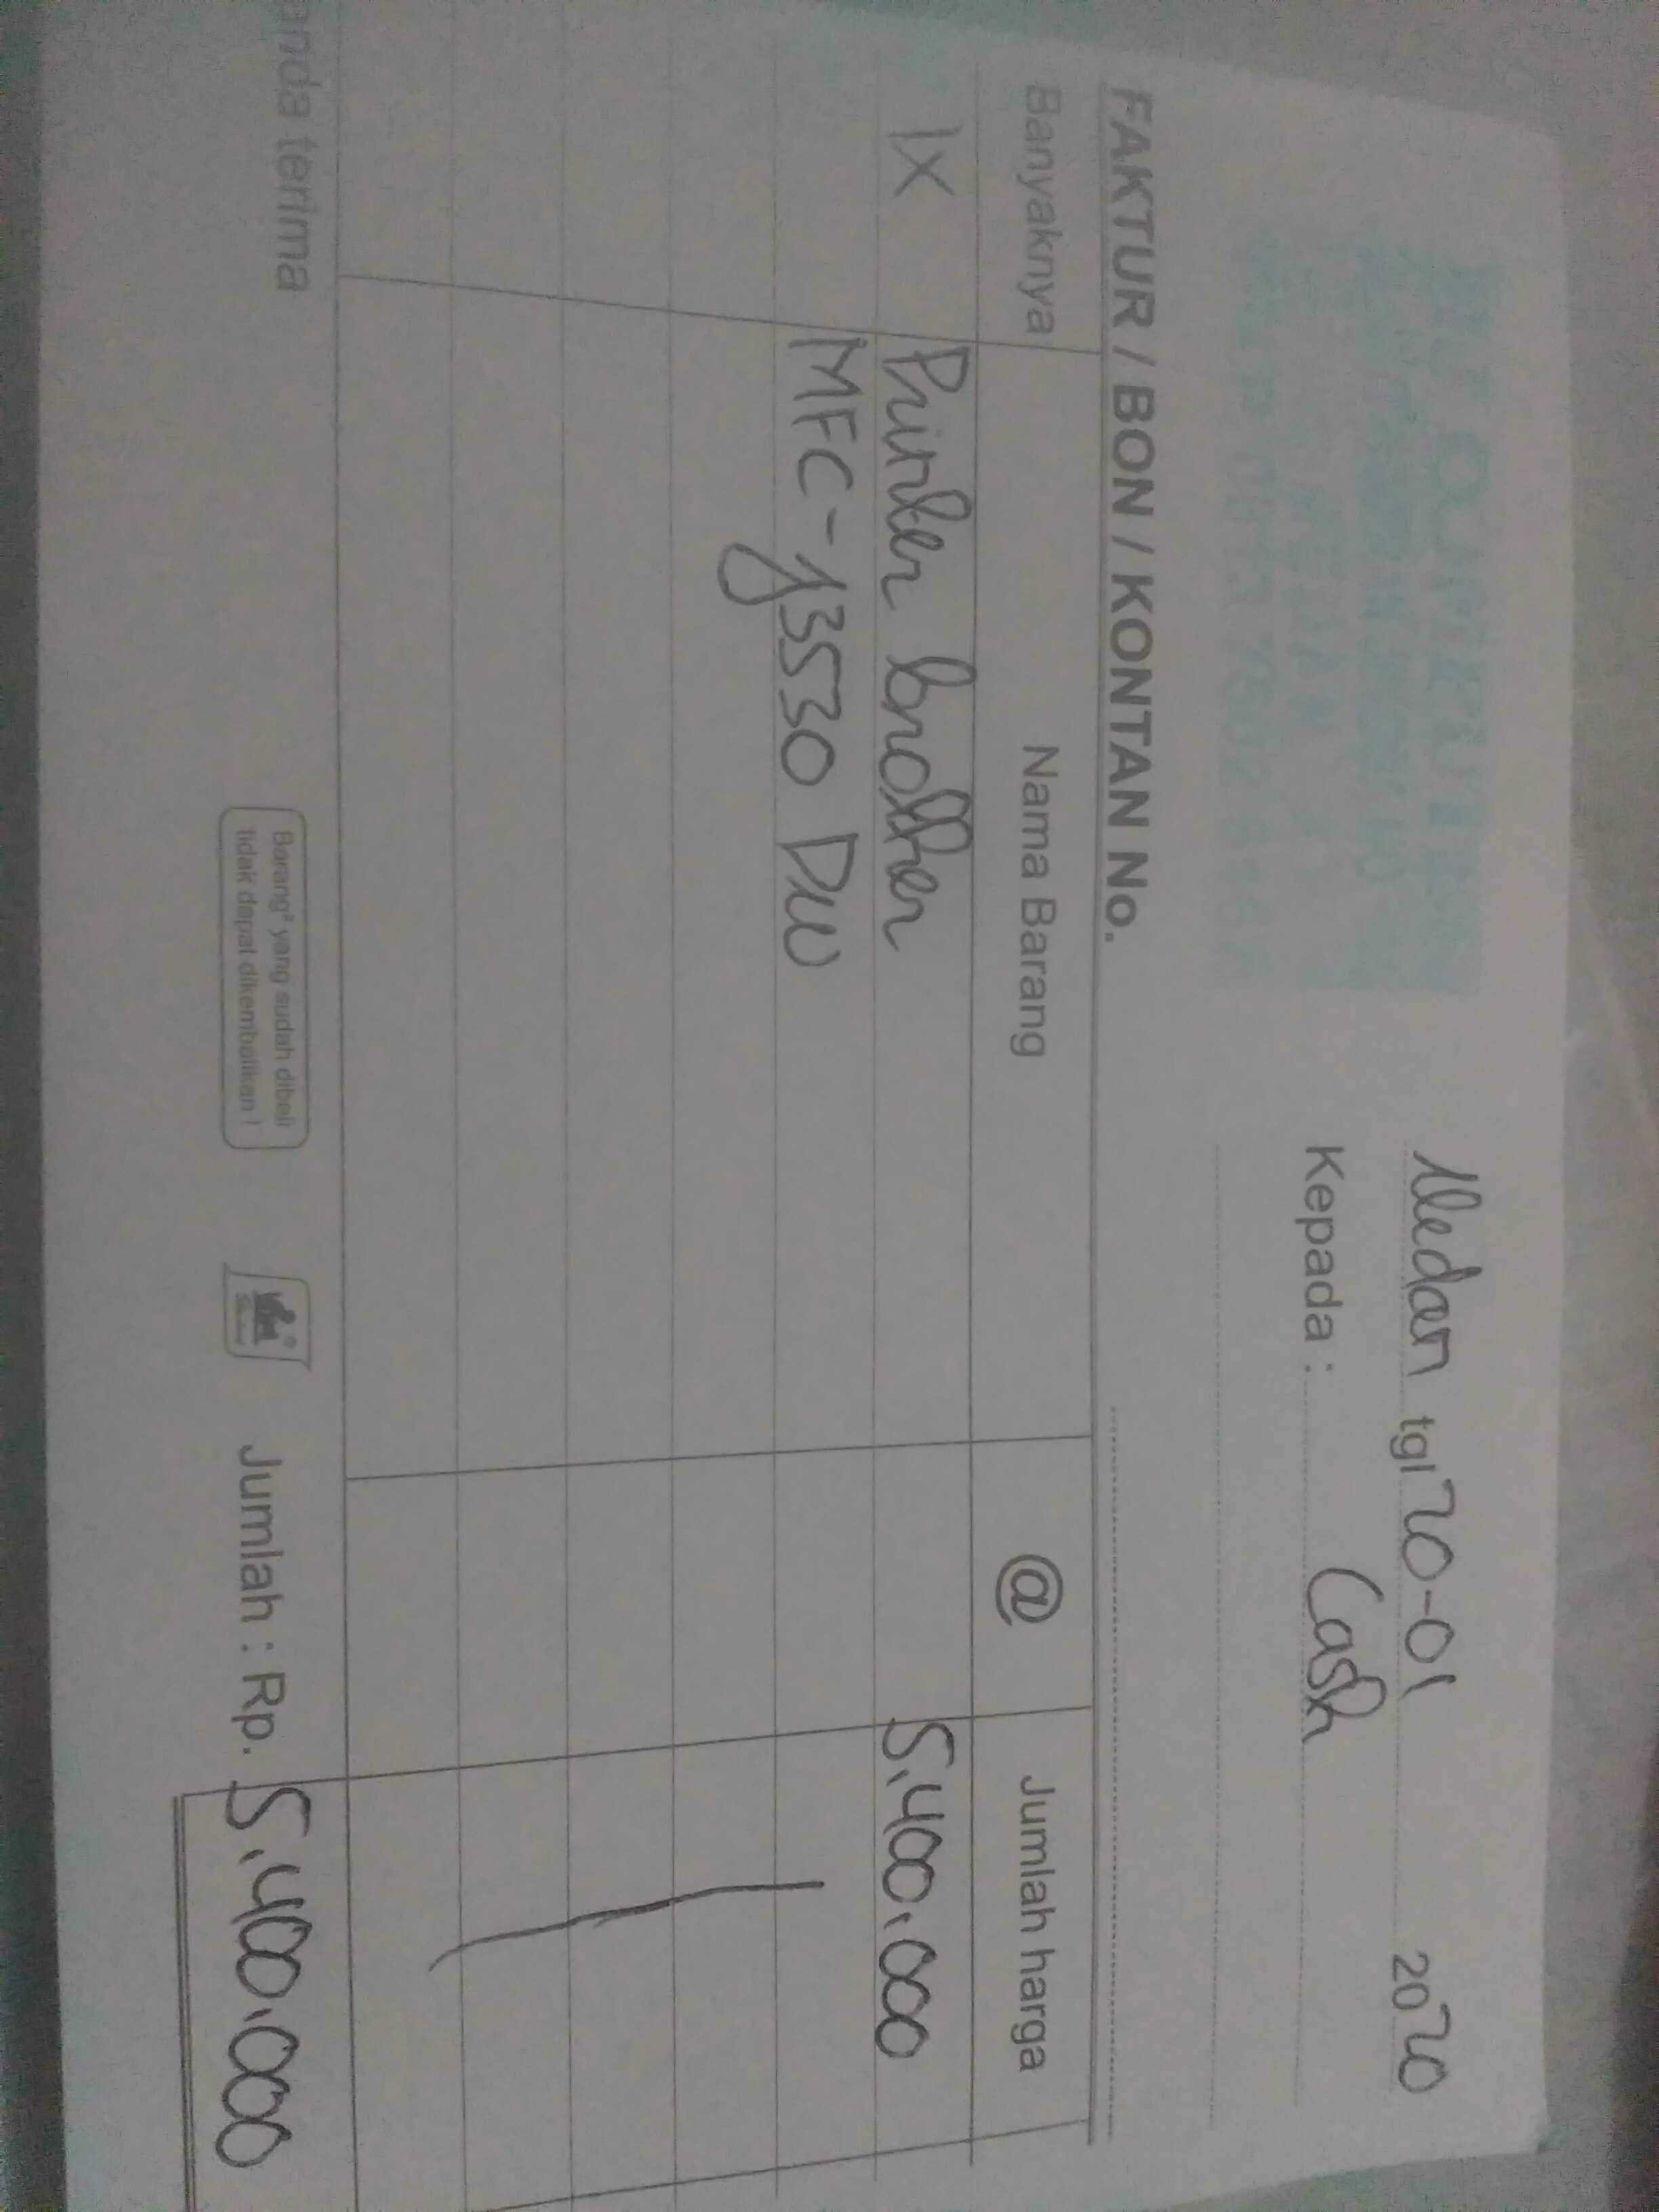 Medan tgl 20-01 2020
Kepada : Cash
FAKTUR / BON / KONTAN No.
Banyaknya Nama Barang @ Jumlah harga
1X Printer brother 5.400.000
MFC-J3530 DW
anda terima
Barang² yang sudah dibeli
tidak dapat dikembalikan !
Jumlah : Rp. 5.400.000